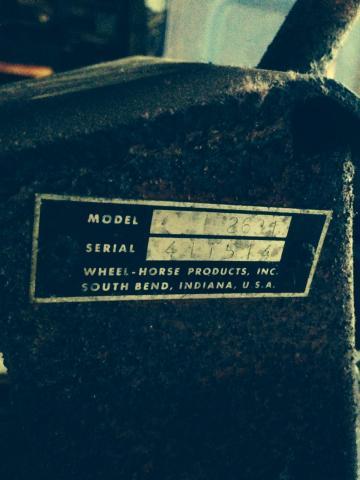 MODEL
SERIAL
WHEEL-HORSE PRODUCTS, INC.
SOUTH BEND, INDIANA, U.S.A.